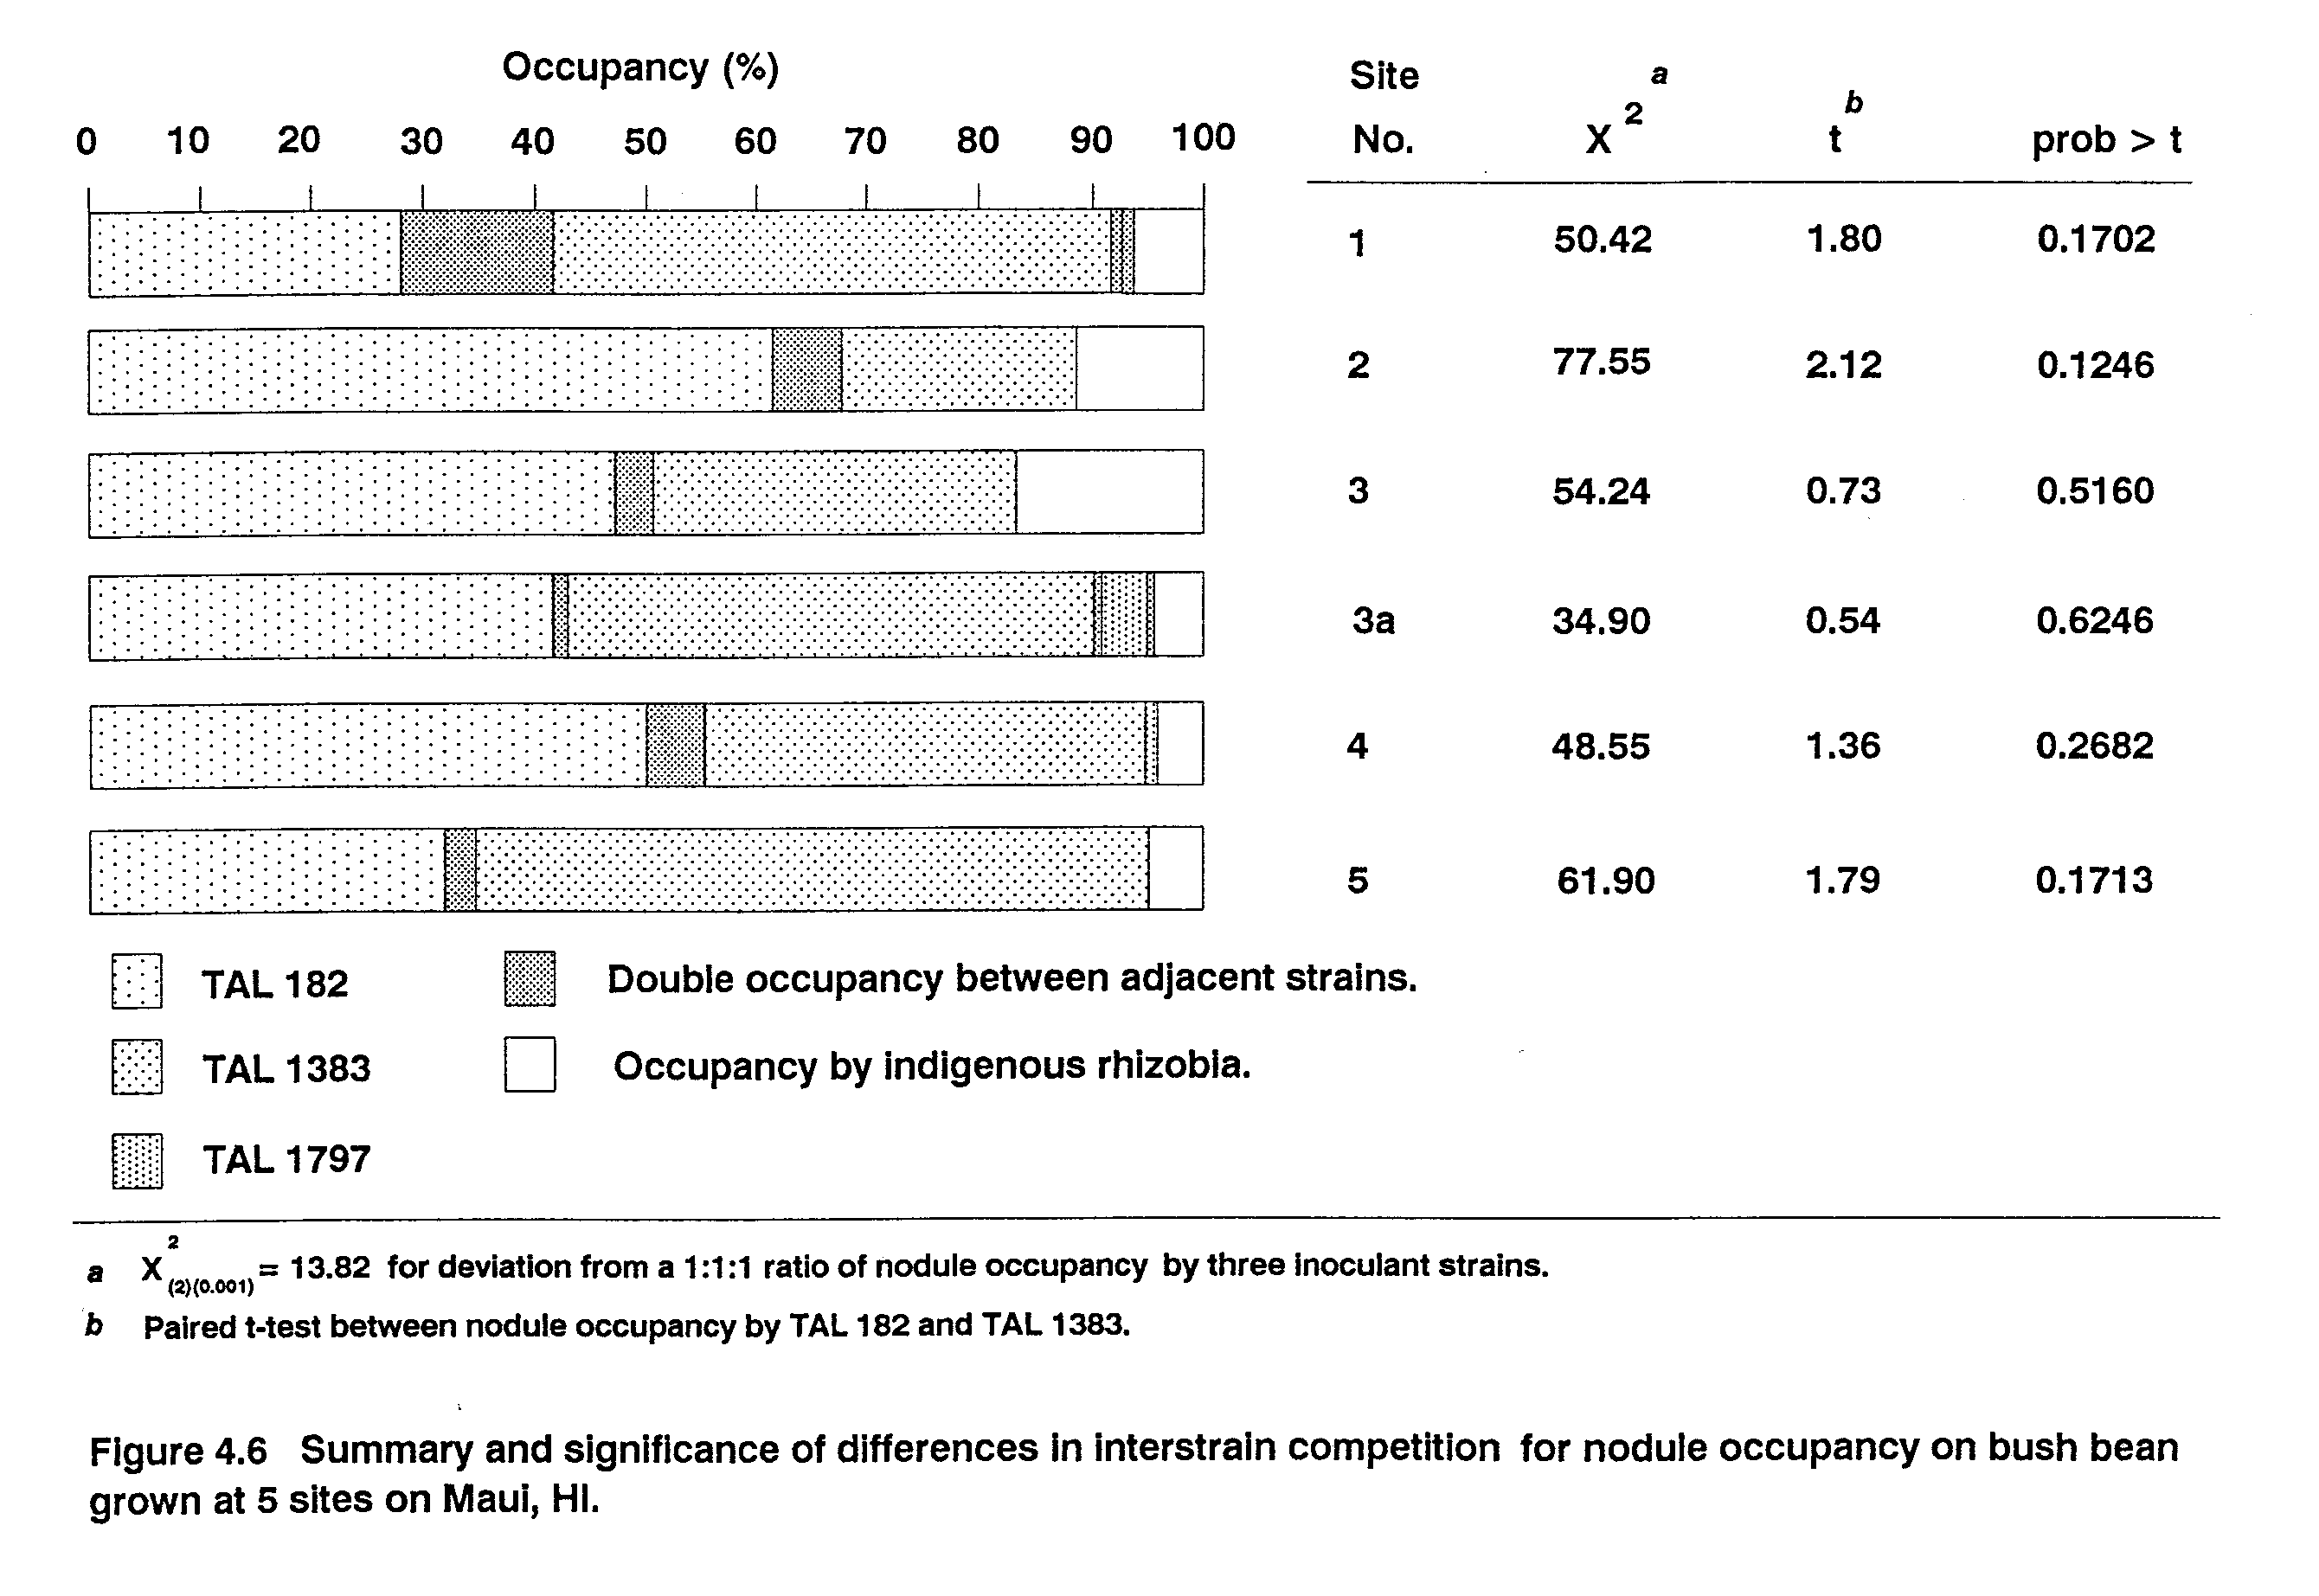 Occupancy (%)
0 10 20 30 40 50 60 70 80 90 100
Site
No. X 2 a t b prob > t
1 50.42 1.80 0.1702
2 77.55 2.12 0.1246
3 54.24 0.73 0.5160
3a 34.90 0.54 0.6246
4 48.55 1.36 0.2682
5 61.90 1.79 0.1713
TAL 182 Double occupancy between adjacent strains.
TAL 1383 Occupancy by indigenous rhizobia.
TAL 1797
a X 2 (2)(0.001) = 13.82 for deviation from a 1:1:1 ratio of nodule occupancy by three inoculant strains.
b Paired t-test between nodule occupancy by TAL 182 and TAL 1383.
Figure 4.6 Summary and significance of differences in interstrain competition for nodule occupancy on bush bean
grown at 5 sites on Maui, HI.